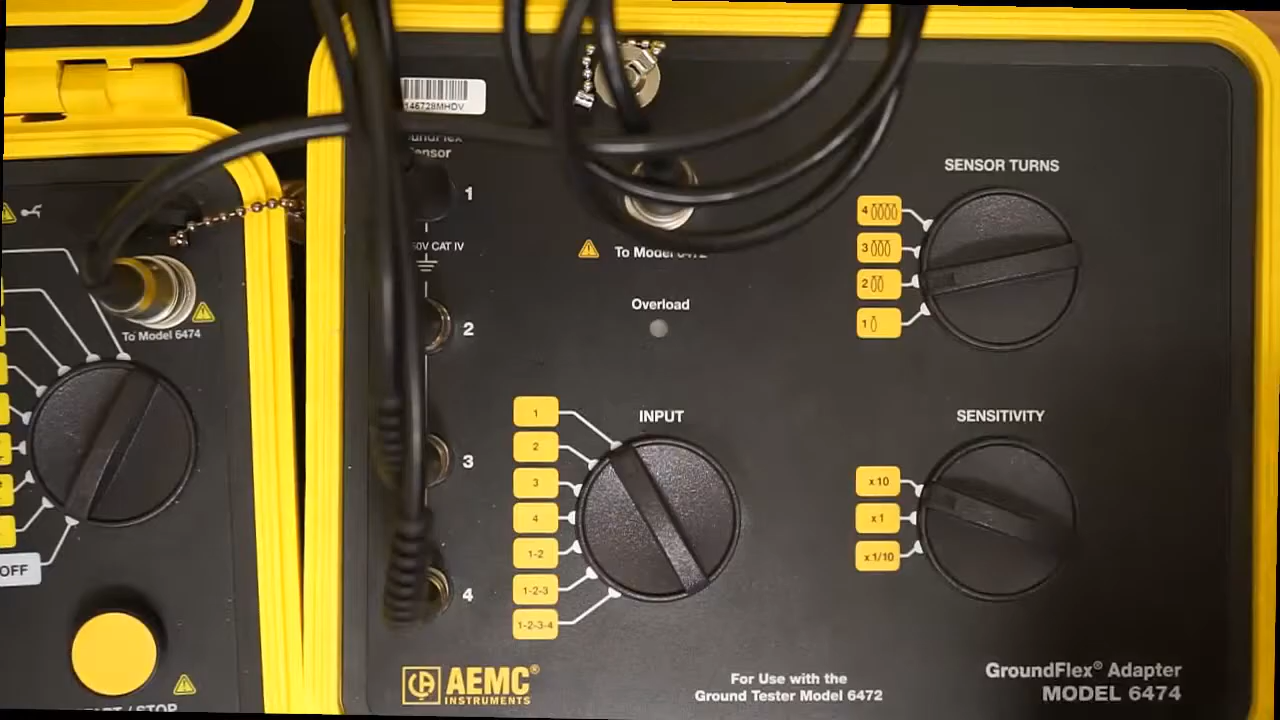 146728MHDV
Sensor
1
50V CAT IV
2
3
4
To Model 6474
OFF
START / STOP
To Model 6472
Overload
INPUT
1
2
3
4
1-2
1-2-3
1-2-3-4
SENSOR TURNS
4
3
2
1
SENSITIVITY
x10
x1
x1/10
AEMC®
INSTRUMENTS
For Use with the
Ground Tester Model 6472
GroundFlex® Adapter
MODEL 6474